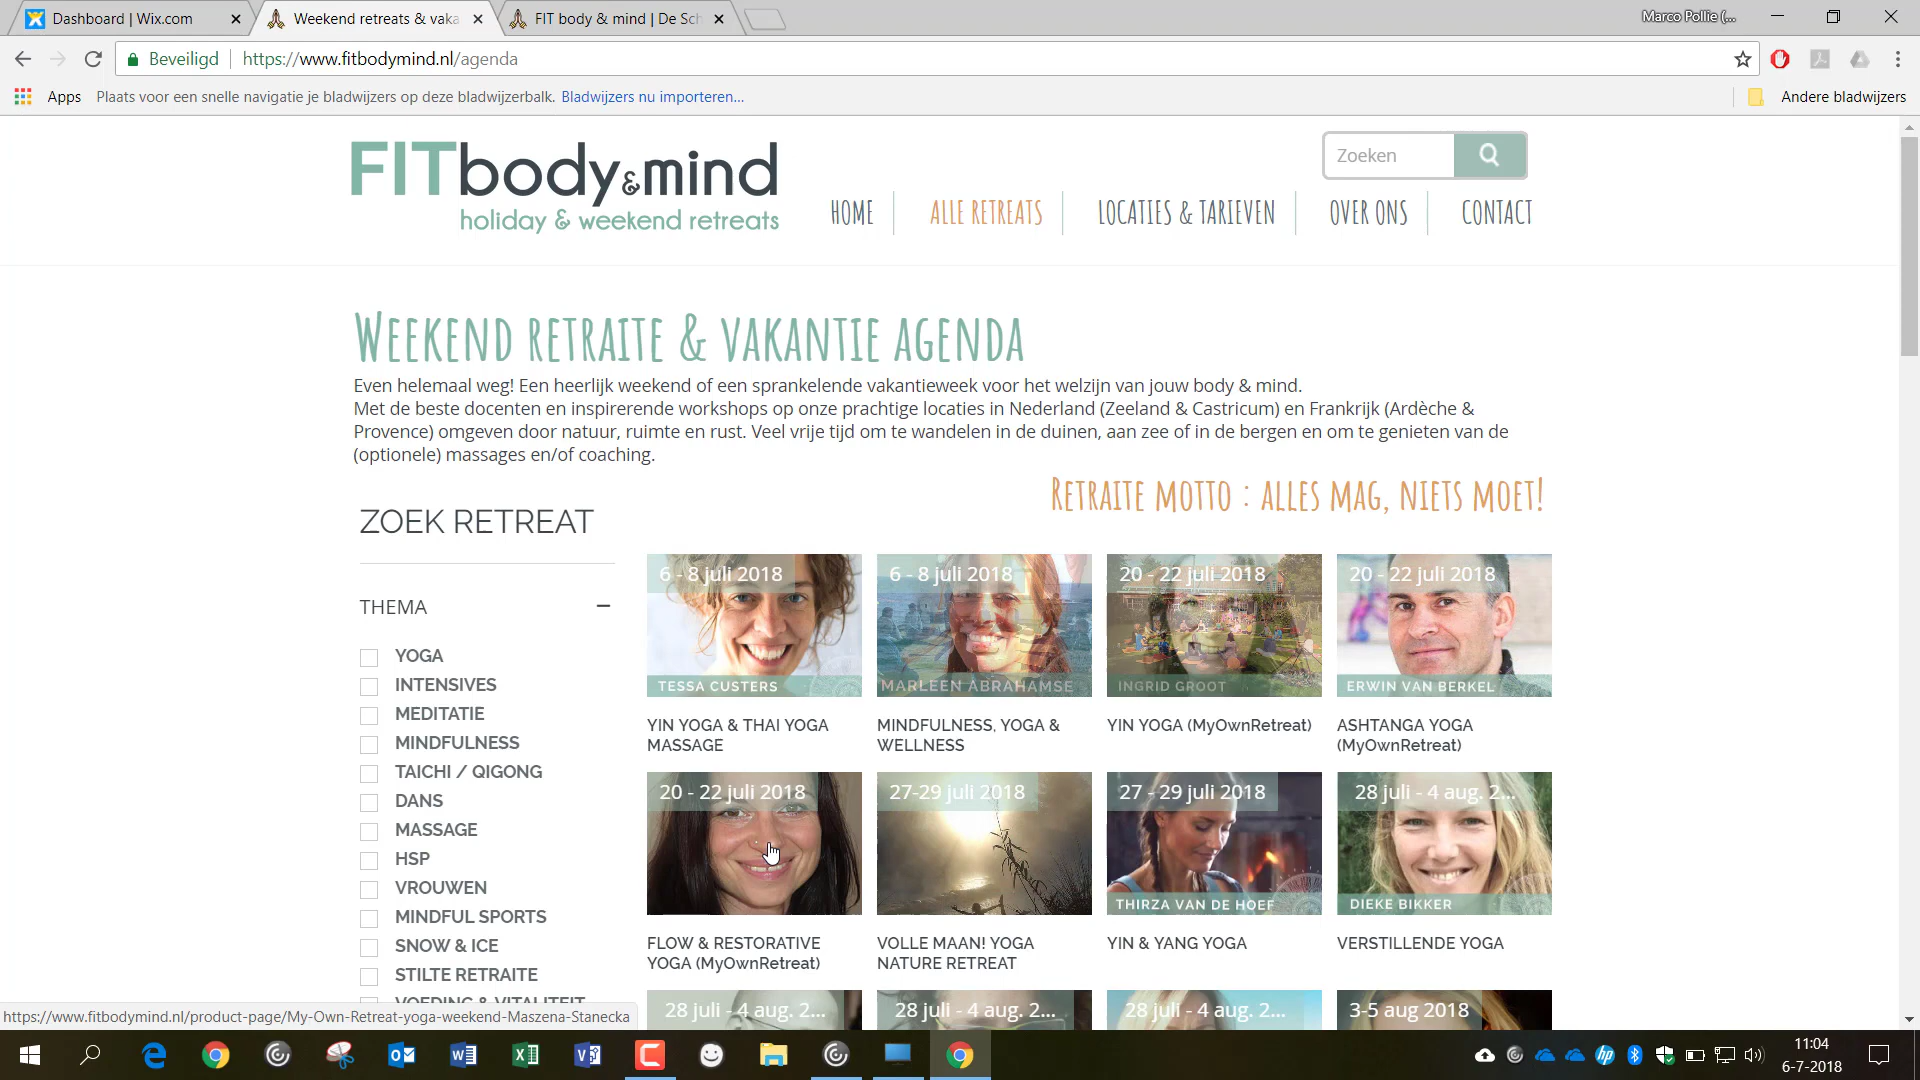 Dashboard | Wix.com
Weekend retreats & vaka
FIT body & mind | De Sch
Marco Pollie (...
Beveiligd
https://www.fitbodymind.nl/agenda
Apps
Plaats voor een snelle navigatie je bladwijzers op deze bladwijzerbalk. Bladwijzers nu importeren...
Andere bladwijzers
FITbody&mind
holiday & weekend retreats
Zoeken
HOME
ALLE RETREATS
LOCATIES & TARIEVEN
OVER ONS
CONTACT
WEEKEND RETRAITE & VAKANTIE AGENDA
Even helemaal weg! Een heerlijk weekend of een sprankelende vakantieweek voor het welzijn van jouw body & mind.
Met de beste docenten en inspirerende workshops op onze prachtige locaties in Nederland (Zeeland & Castricum) en Frankrijk (Ardèche &
Provence) omgeven door natuur, ruimte en rust. Veel vrije tijd om te wandelen in de duinen, aan zee of in de bergen en om te genieten van de
(optionele) massages en/of coaching.
RETRAITE MOTTO : ALLES MAG, NIETS MOET!
ZOEK RETREAT
THEMA
YOGA
INTENSIVES
MEDITATIE
MINDFULNESS
TAICHI / QIGONG
DANS
MASSAGE
HSP
VROUWEN
MINDFUL SPORTS
SNOW & ICE
STILTE RETRAITE
VOEDING & VITALITEIT
6 - 8 juli 2018
TESSA CUSTERS
YIN YOGA & THAI YOGA
MASSAGE
6 - 8 juli 2018
MARLEEN ABRAHAMSE
MINDFULNESS, YOGA &
WELLNESS
20 - 22 juli 2018
INGRID GROOT
YIN YOGA (MyOwnRetreat)
20 - 22 juli 2018
ERWIN VAN BERKEL
ASHTANGA YOGA
(MyOwnRetreat)
20 - 22 juli 2018
FLOW & RESTORATIVE
YOGA (MyOwnRetreat)
27-29 juli 2018
VOLLE MAAN! YOGA
NATURE RETREAT
27 - 29 juli 2018
THIRZA VAN DE HOEF
YIN & YANG YOGA
28 juli - 4 aug. 2...
DIEKE BIKKER
VERSTILLENDE YOGA
28 juli - 4 aug. 2...
28 juli - 4 aug. 2...
28 juli - 4 aug. 2...
3-5 aug 2018
https://www.fitbodymind.nl/product-page/My-Own-Retreat-yoga-weekend-Maszena-Stanecka
11:04
6-7-2018